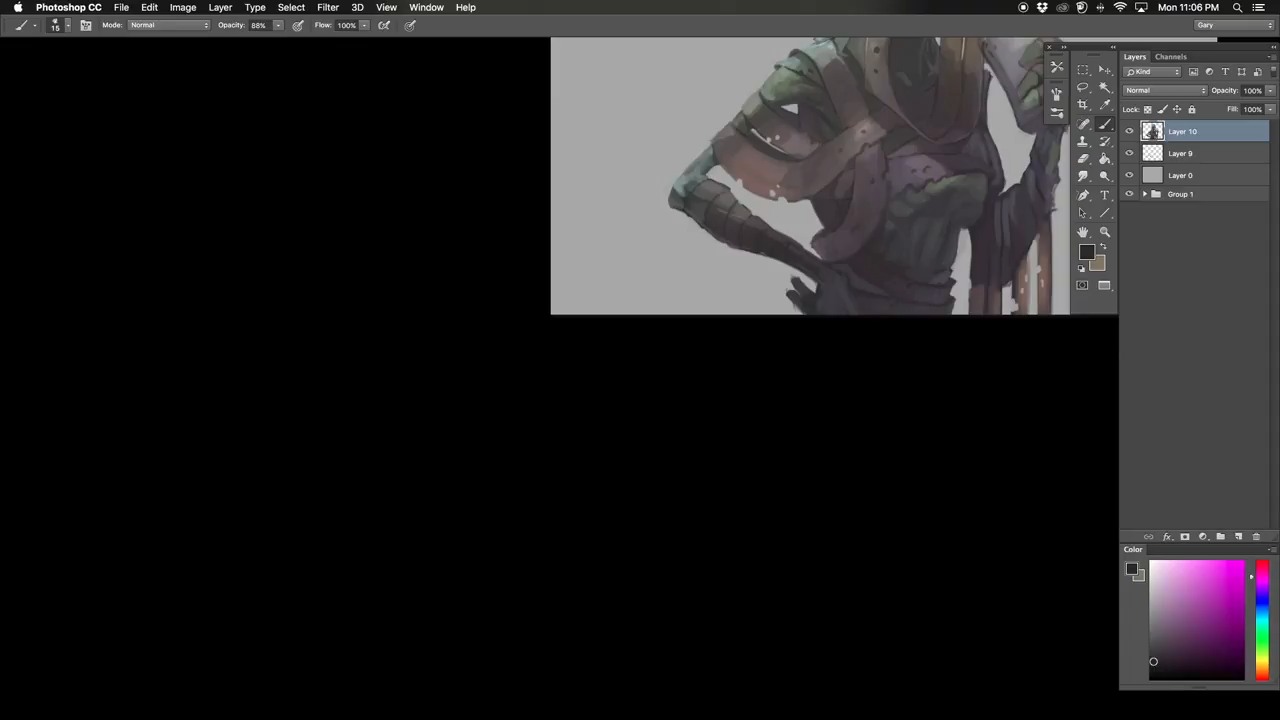 Photoshop CC File Edit Image Layer Type Select Filter 3D View Window Help Mon 11:06 PM
15 Mode: Normal Opacity: 88% Flow: 100% Gary
Layers Channels
Kind
Normal Opacity: 100%
Lock: Fill: 100%
Layer 10
Layer 9
Layer 0
Group 1
Color